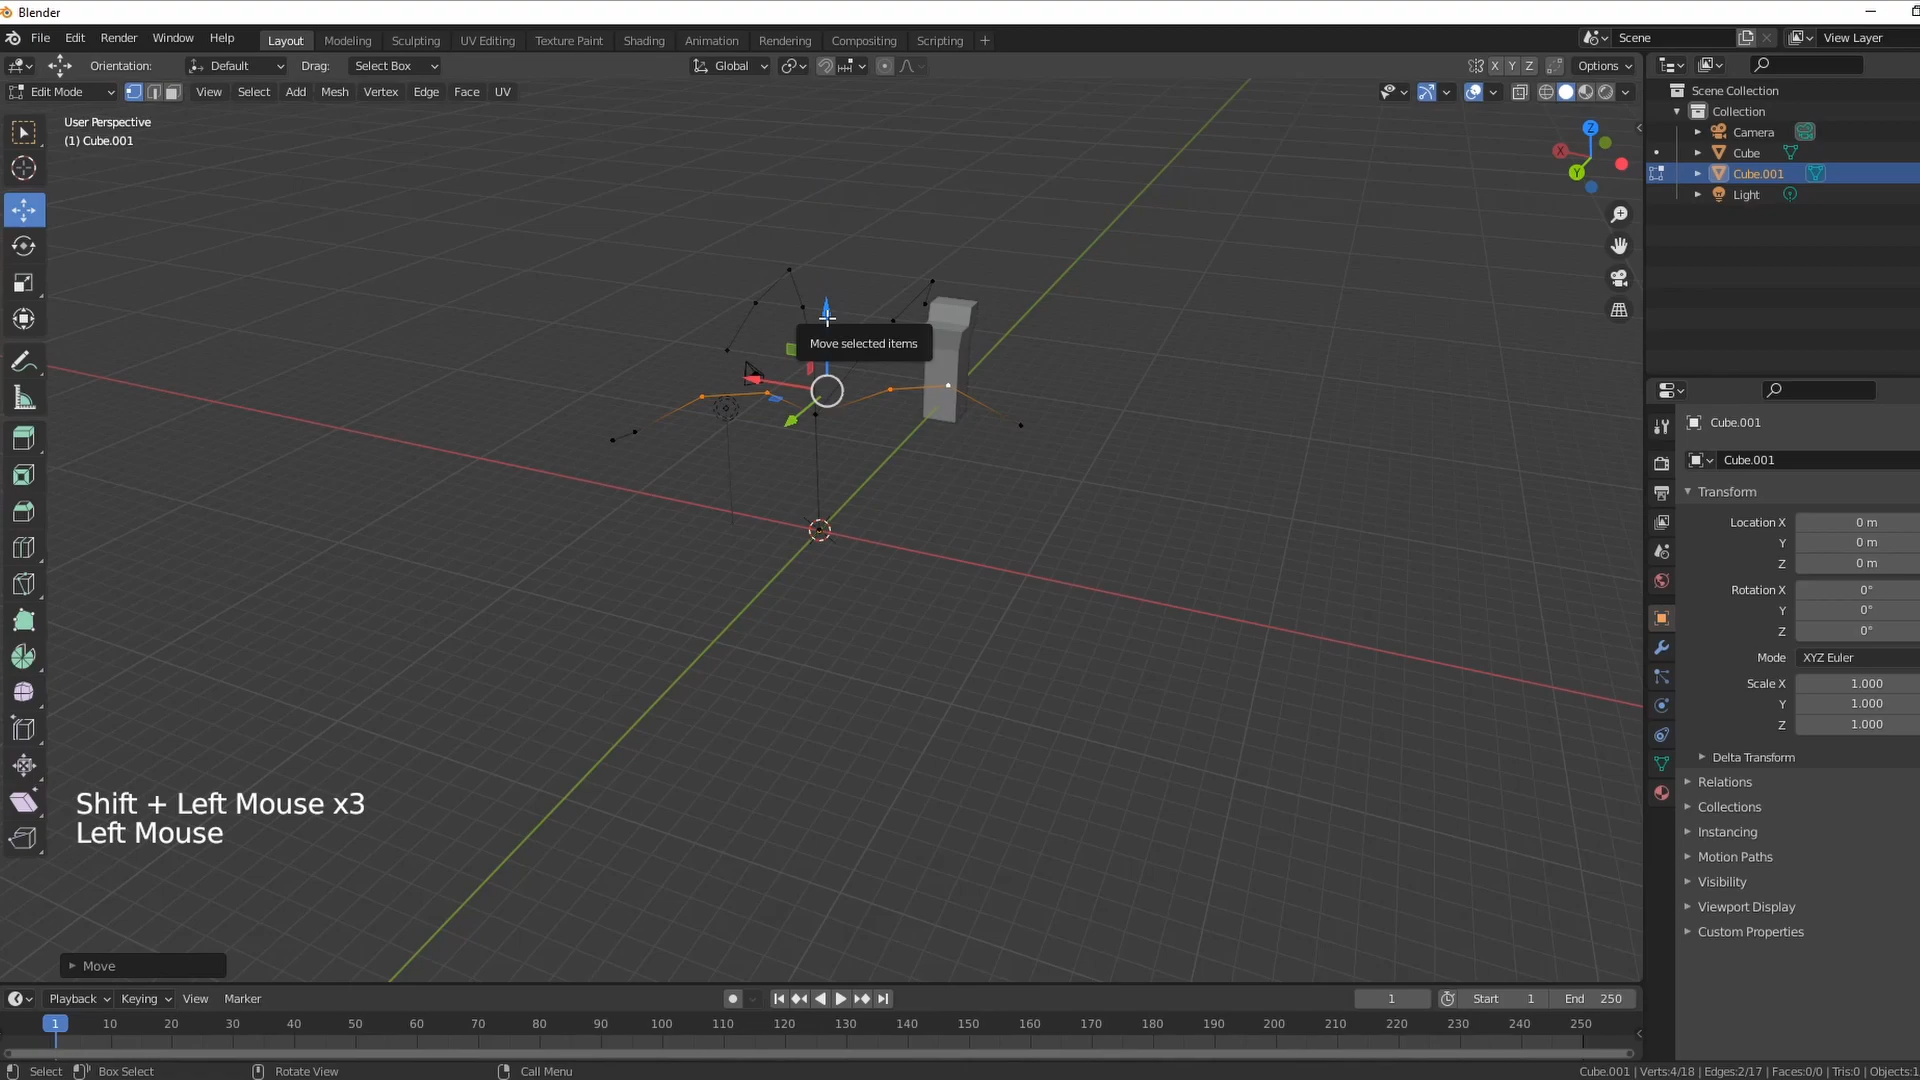 Blender
File Edit Render Window Help Layout Modeling Sculpting UV Editing Texture Paint Shading Animation Rendering Compositing Scripting + Scene View Layer
Orientation: Default Drag: Select Box Global X Y Z Options
Edit Mode View Select Add Mesh Vertex Edge Face UV
User Perspective
(1) Cube.001
Z
X
Y
Move selected items
Shift + Left Mouse x3
Left Mouse
Move
Scene Collection
Collection
Camera
Cube
Cube.001
Light
Cube.001
Cube.001
Transform
Location X 0 m
Y 0 m
Z 0 m
Rotation X 0°
Y 0°
Z 0°
Mode XYZ Euler
Scale X 1.000
Y 1.000
Z 1.000
Delta Transform
Relations
Collections
Instancing
Motion Paths
Visibility
Viewport Display
Custom Properties
Playback Keying View Marker 1 Start 1 End 250
1 10 20 30 40 50 60 70 80 90 100 110 120 130 140 150 160 170 180 190 200 210 220 230 240 250
Select Box Select Rotate View Call Menu Cube.001 | Verts:4/18 | Edges:2/17 | Faces:0/0 | Tris:0 | Objects:1